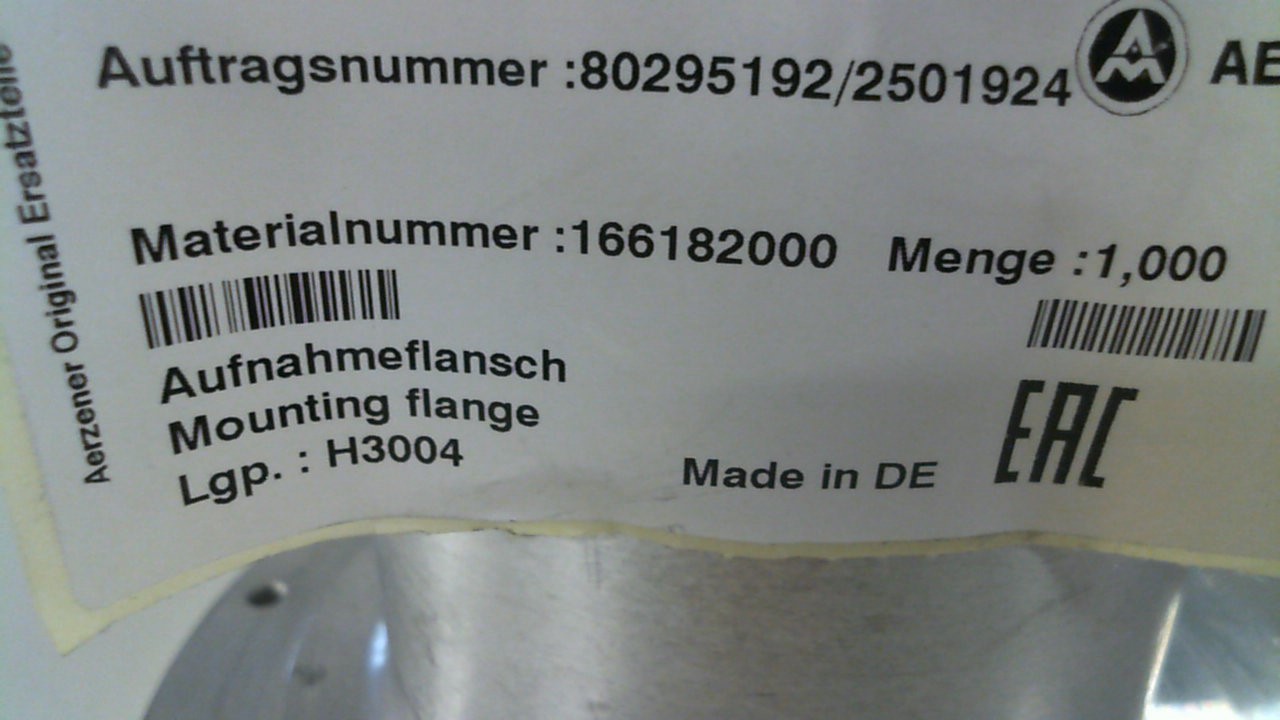 Auftragsnummer :80295192/2501924
AE
Materialnummer :166182000 Menge :1,000
Aufnahmeflansch
Mounting flange
Lgp. : H3004
Made in DE
EAC
Aerzener Original Ersatzteile